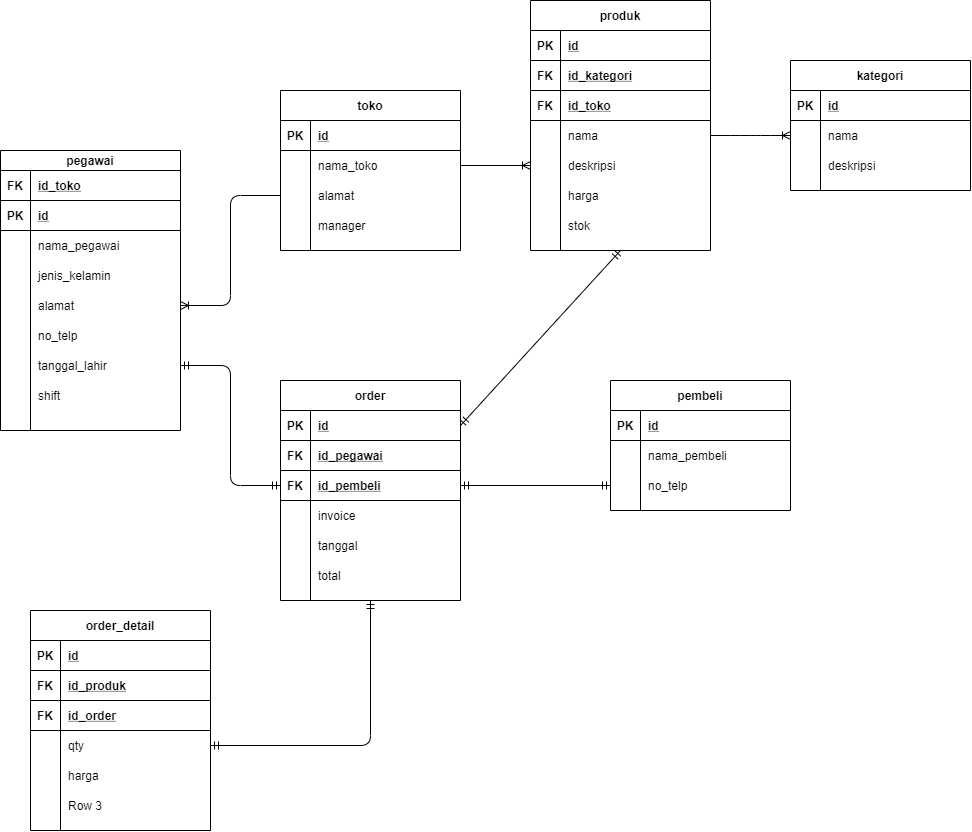 produk
PK id
FK id_kategori
FK id_toko
nama
deskripsi
harga
stok
kategori
PK id
nama
deskripsi
toko
PK id
nama_toko
alamat
manager
pegawai
FK id_toko
PK id
nama_pegawai
jenis_kelamin
alamat
no_telp
tanggal_lahir
shift
order
PK id
FK id_pegawai
FK id_pembeli
invoice
tanggal
total
pembeli
PK id
nama_pembeli
no_telp
order_detail
PK id
FK id_produk
FK id_order
qty
harga
Row 3